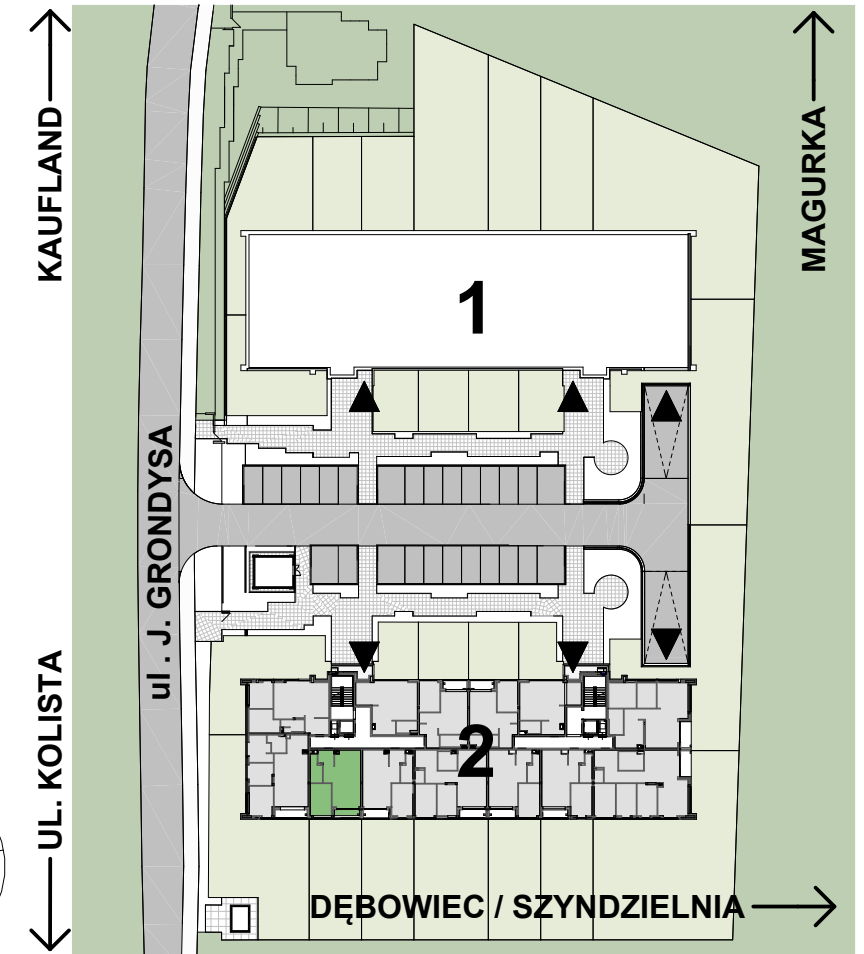 KAUFLAND
MAGURKA
1
ul . J. GRONDYSA
2
UL. KOLISTA
DĘBOWIEC / SZYNDZIELNIA